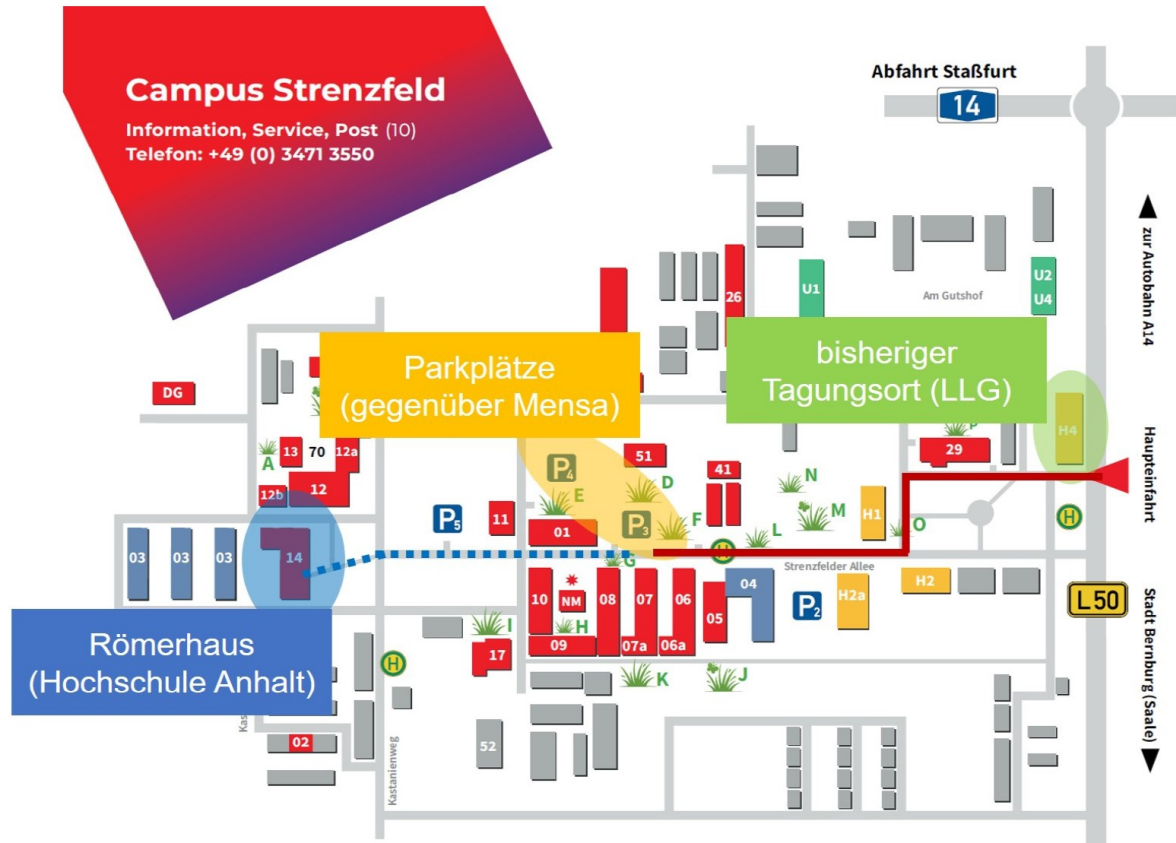 Campus Strenzfeld
Information, Service, Post (10)
Telefon: +49 (0) 3471 3550
Abfahrt Staßfurt
14
zur Autobahn A14
Haupteinfahrt
Stadt Bernburg (Saale)
L50
Am Gutshof
U1
U2
U4
26
bisheriger
Tagungsort (LLG)
Parkplätze
(gegenüber Mensa)
DG
H4
29
A
13
70
12a
12b
12
P4
E
51
D
41
N
M
H1
O
H
P5
11
01
P3
F
H
L
G
Strenzfelder Allee
03
03
03
14
10
NM
H
09
08
07
07a
06
06a
05
04
P2
H2a
H2
I
17
K
J
H
Römerhaus
(Hochschule Anhalt)
02
52
Kastanienweg